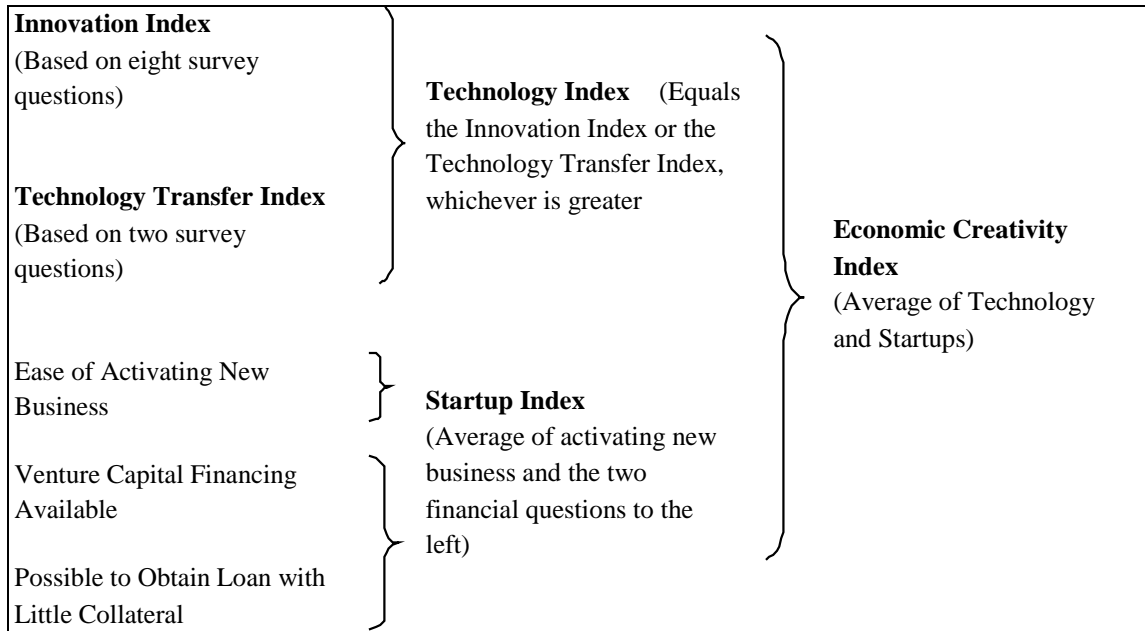 Innovation Index
(Based on eight survey
questions)
Technology Transfer Index
(Based on two survey
questions)
Ease of Activating New
Business
Venture Capital Financing
Available
Possible to Obtain Loan with
Little Collateral
Technology Index (Equals
the Innovation Index or the
Technology Transfer Index,
whichever is greater
Startup Index
(Average of activating new
business and the two
financial questions to the
left)
Economic Creativity
Index
(Average of Technology
and Startups)